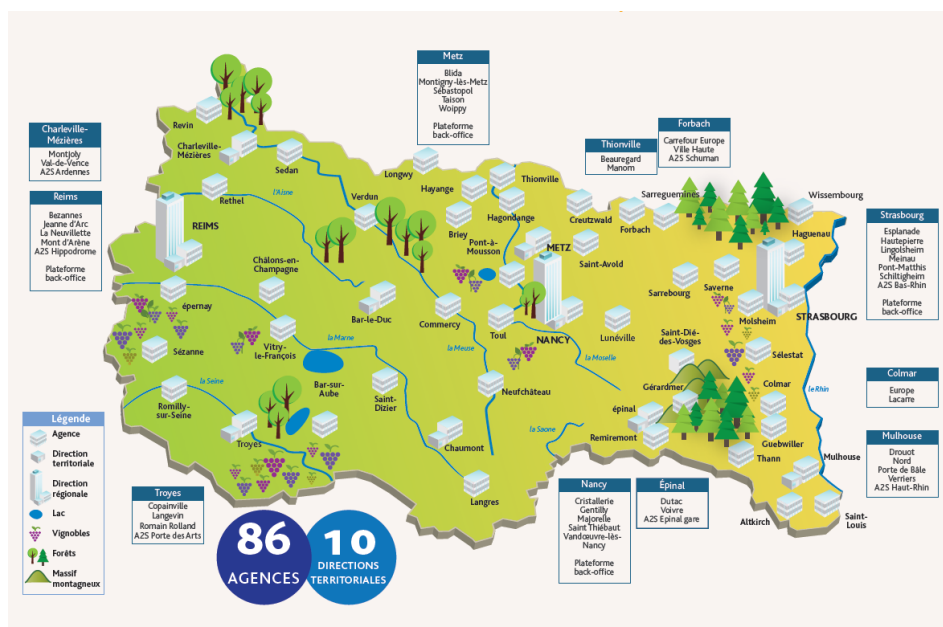 Metz
Blida
Montigny-lès-Metz
Sébastopol
Taison
Woippy
Plateforme
back-office
Forbach
Carrefour Europe
Ville Haute
A2S Schuman
Thionville
Beauregard
Manom
Charleville-
Mézières
Montjoly
Val-de-Vence
A2S Ardennes
Reims
Bezannes
Jeanne d'Arc
La Neuvillette
Mont d'Arène
A2S Hippodrome
Plateforme
back-office
Strasbourg
Esplanade
Hautepierre
Lingolsheim
Meinau
Pont-Matthis
Schiltigheim
A2S Bas-Rhin
Plateforme
back-office
Colmar
Europe
Lacarre
Mulhouse
Drouot
Nord
Porte de Bâle
Verriers
A2S Haut-Rhin
Revin
Charleville-
Mézières
Sedan
Rethel
l'Aisne
REIMS
Longwy
Hayange
Thionville
Verdun
Hagondange
Briey
Creutzwald
Sarreguemines
Forbach
Wissembourg
Haguenau
Pont-à
Mousson
METZ
Saint-Avold
Châlons-en-
Champagne
épernay
Bar-le-Duc
Commercy
Toul
NANCY
Lunéville
Sarrebourg
Saverne
Molsheim
STRASBOURG
Sézanne
Vitry
-le-François
la Marne
la Meuse
la Moselle
Saint-Dié
-des-Vosges
Sélestat
la Seine
Bar-sur-
Aube
Saint-
Dizier
Neufchâteau
Gérardmer
Colmar
le Rhin
Romilly-
sur-Seine
Troyes
Chaumont
la Saone
épinal
Remiremont
Guebwiller
Thann
Mulhouse
Langres
Altkirch
Saint-
Louis
Légende
Agence
Direction
territoriale
Direction
régionale
Lac
Vignobles
Forêts
Massif
montagneux
Troyes
Copainville
Langevin
Romain Rolland
A2S Porte des Arts
86
AGENCES
10
DIRECTIONS
TERRITORIALES
Nancy
Cristallerie
Gentilly
Majorelle
Saint Thiébaut
Vandœuvre-lès-
Nancy
Plateforme
back-office
Épinal
Dutac
Voivre
A2S Epinal gare